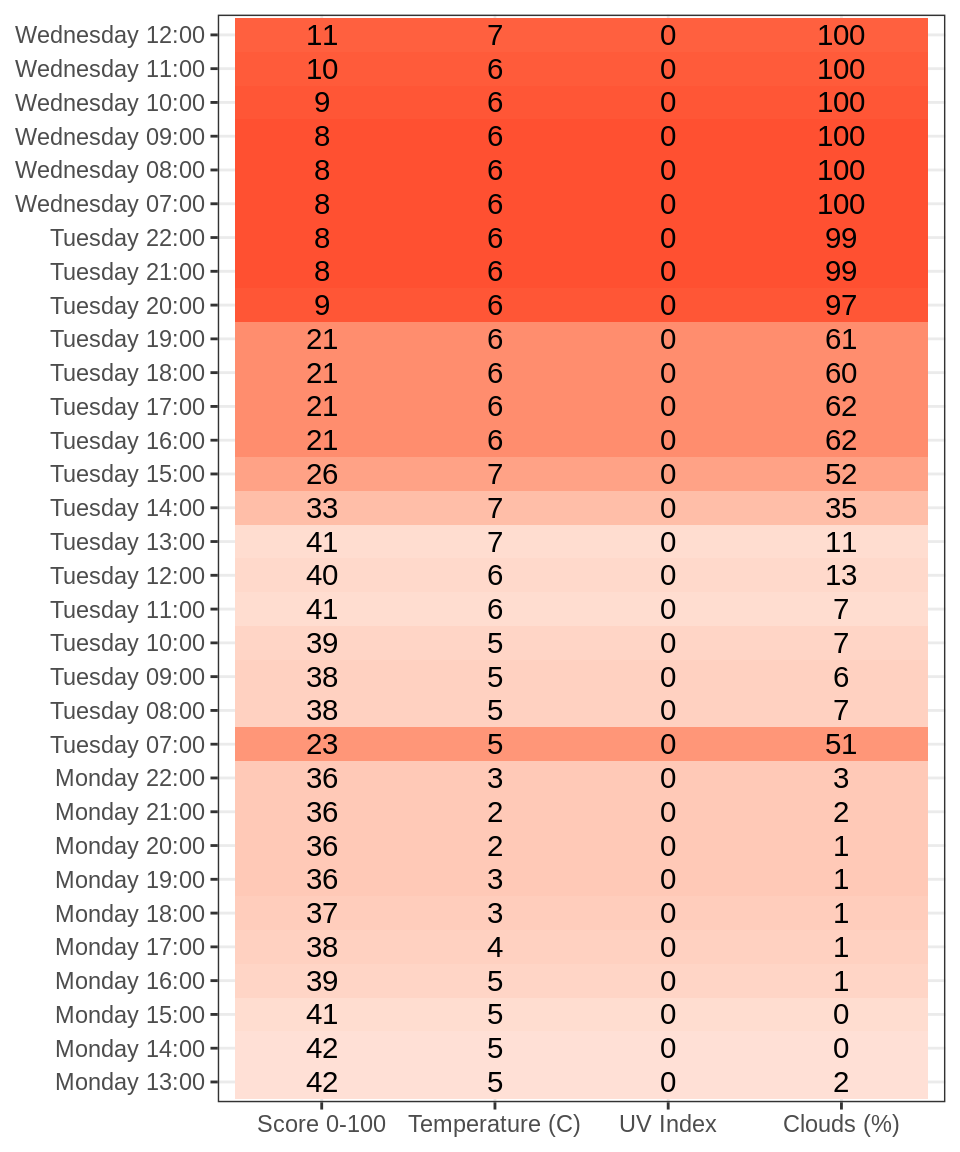 Wednesday 12:00 11 7 0 100
Wednesday 11:00 10 6 0 100
Wednesday 10:00 9 6 0 100
Wednesday 09:00 8 6 0 100
Wednesday 08:00 8 6 0 100
Wednesday 07:00 8 6 0 100
Tuesday 22:00 8 6 0 99
Tuesday 21:00 8 6 0 99
Tuesday 20:00 9 6 0 97
Tuesday 19:00 21 6 0 61
Tuesday 18:00 21 6 0 60
Tuesday 17:00 21 6 0 62
Tuesday 16:00 21 6 0 62
Tuesday 15:00 26 7 0 52
Tuesday 14:00 33 7 0 35
Tuesday 13:00 41 7 0 11
Tuesday 12:00 40 6 0 13
Tuesday 11:00 41 6 0 7
Tuesday 10:00 39 5 0 7
Tuesday 09:00 38 5 0 6
Tuesday 08:00 38 5 0 7
Tuesday 07:00 23 5 0 51
Monday 22:00 36 3 0 3
Monday 21:00 36 2 0 2
Monday 20:00 36 2 0 1
Monday 19:00 36 3 0 1
Monday 18:00 37 3 0 1
Monday 17:00 38 4 0 1
Monday 16:00 39 5 0 1
Monday 15:00 41 5 0 0
Monday 14:00 42 5 0 0
Monday 13:00 42 5 0 2
Score 0-100 Temperature (C) UV Index Clouds (%)